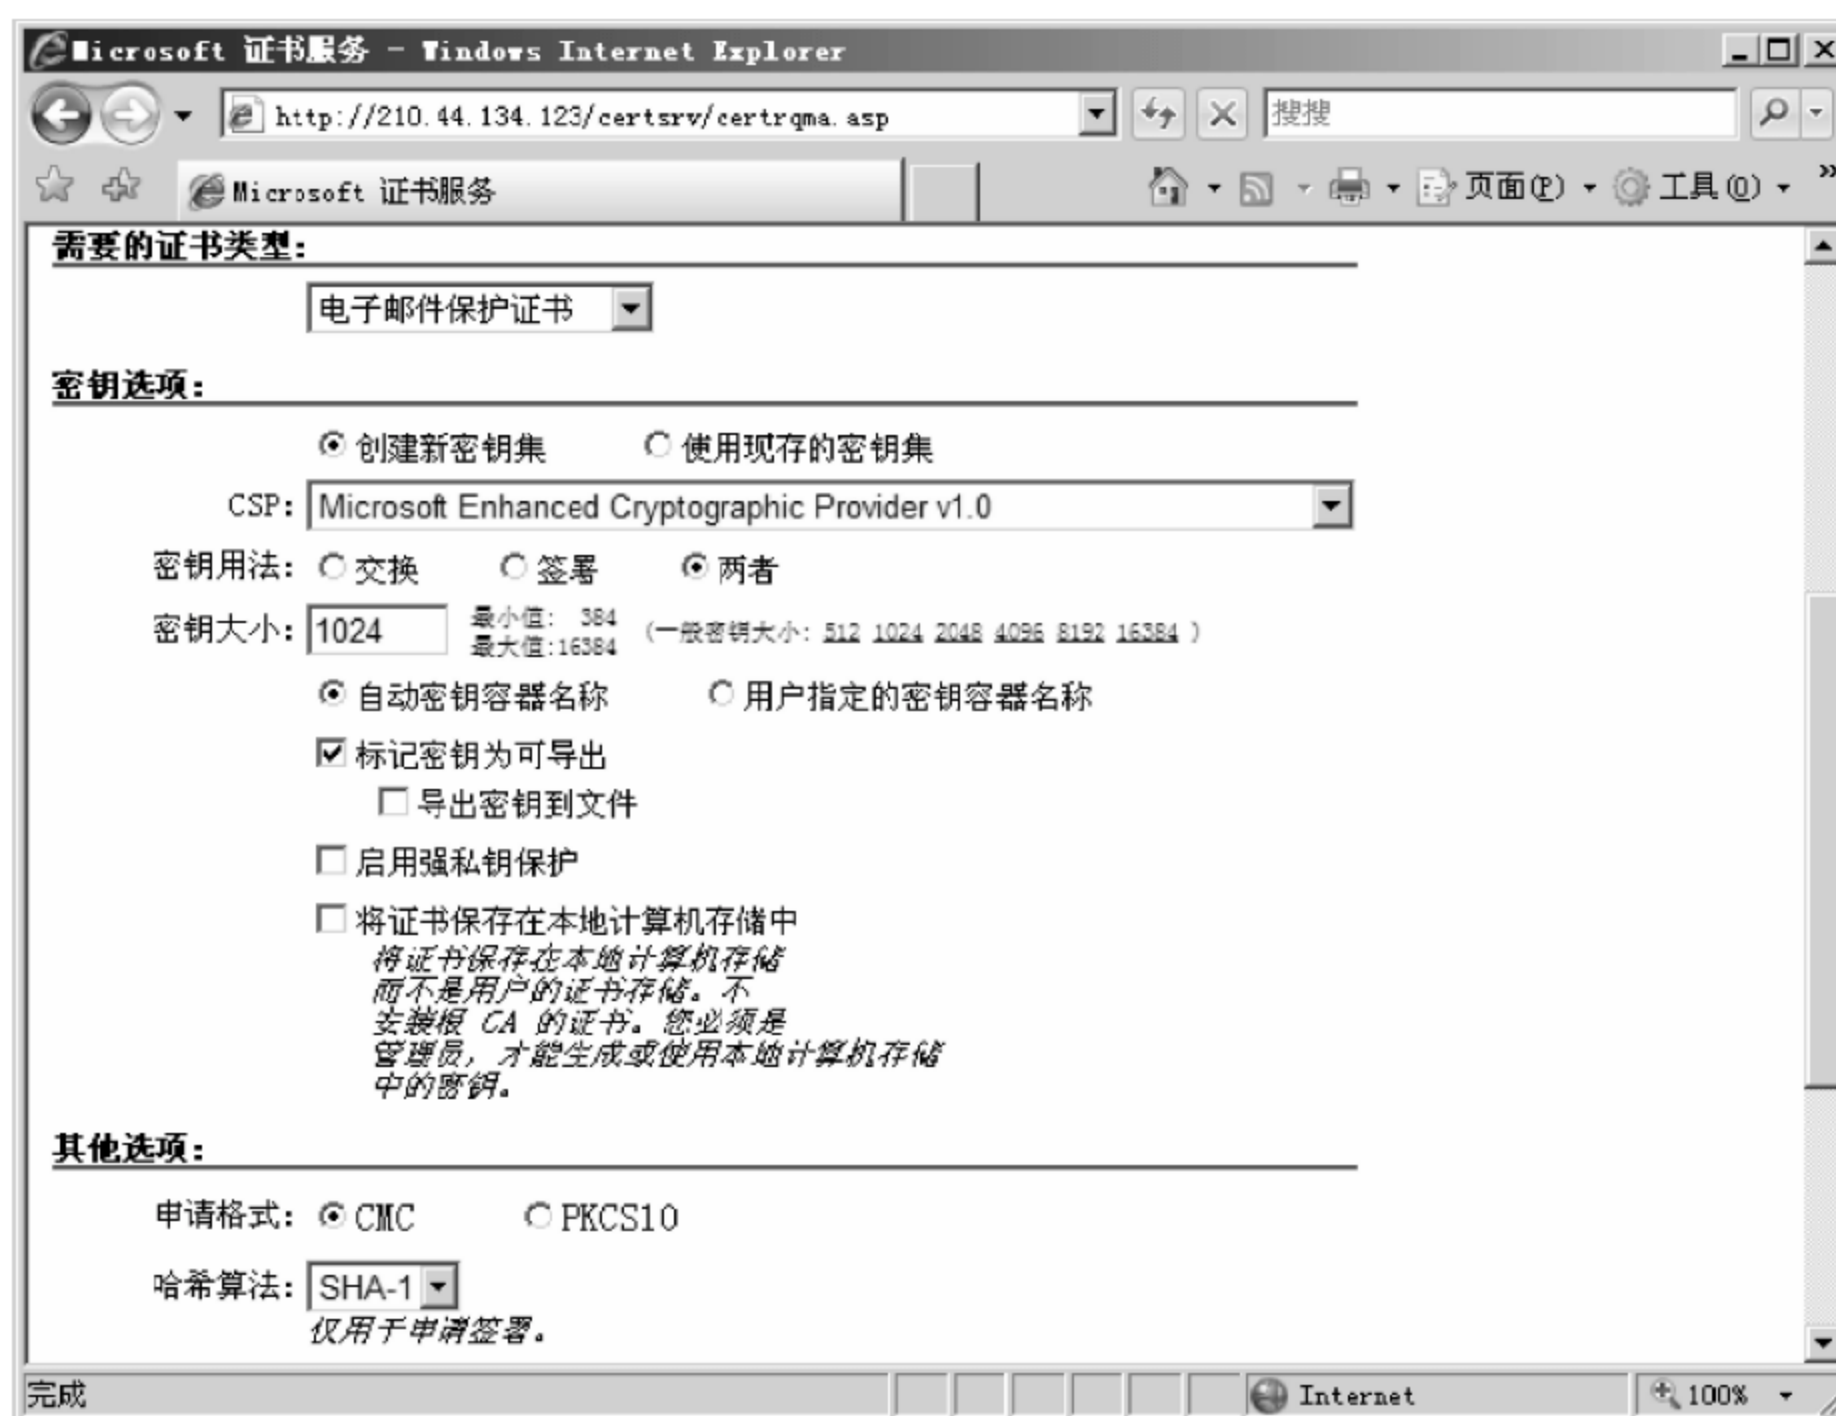 Microsoft 证书服务 - Windows Internet Explorer
http://210.44.134.123/certsrv/certrqma.asp
搜搜
Microsoft 证书服务
页面(P)
工具(O)
»
需要的证书类型:
电子邮件保护证书
密钥选项:
创建新密钥集 使用现存的密钥集
CSP: Microsoft Enhanced Cryptographic Provider v1.0
密钥用法: 交换 签署 两者
密钥大小: 1024
最小值: 384
最大值:16384
(一般密钥大小: 512 1024 2048 4096 8192 16384 )
自动密钥容器名称 用户指定的密钥容器名称
标记密钥为可导出
导出密钥到文件
启用强私钥保护
将证书保存在本地计算机存储中
将证书保存在本地计算机存储
而不是用户的证书存储。不
安装根 CA 的证书。您必须是
管理员, 才能生成或使用本地计算机存储
中的密钥。
其他选项:
申请格式: CMC PKCS10
哈希算法: SHA-1
仅用于申请签署。
完成
Internet
100%